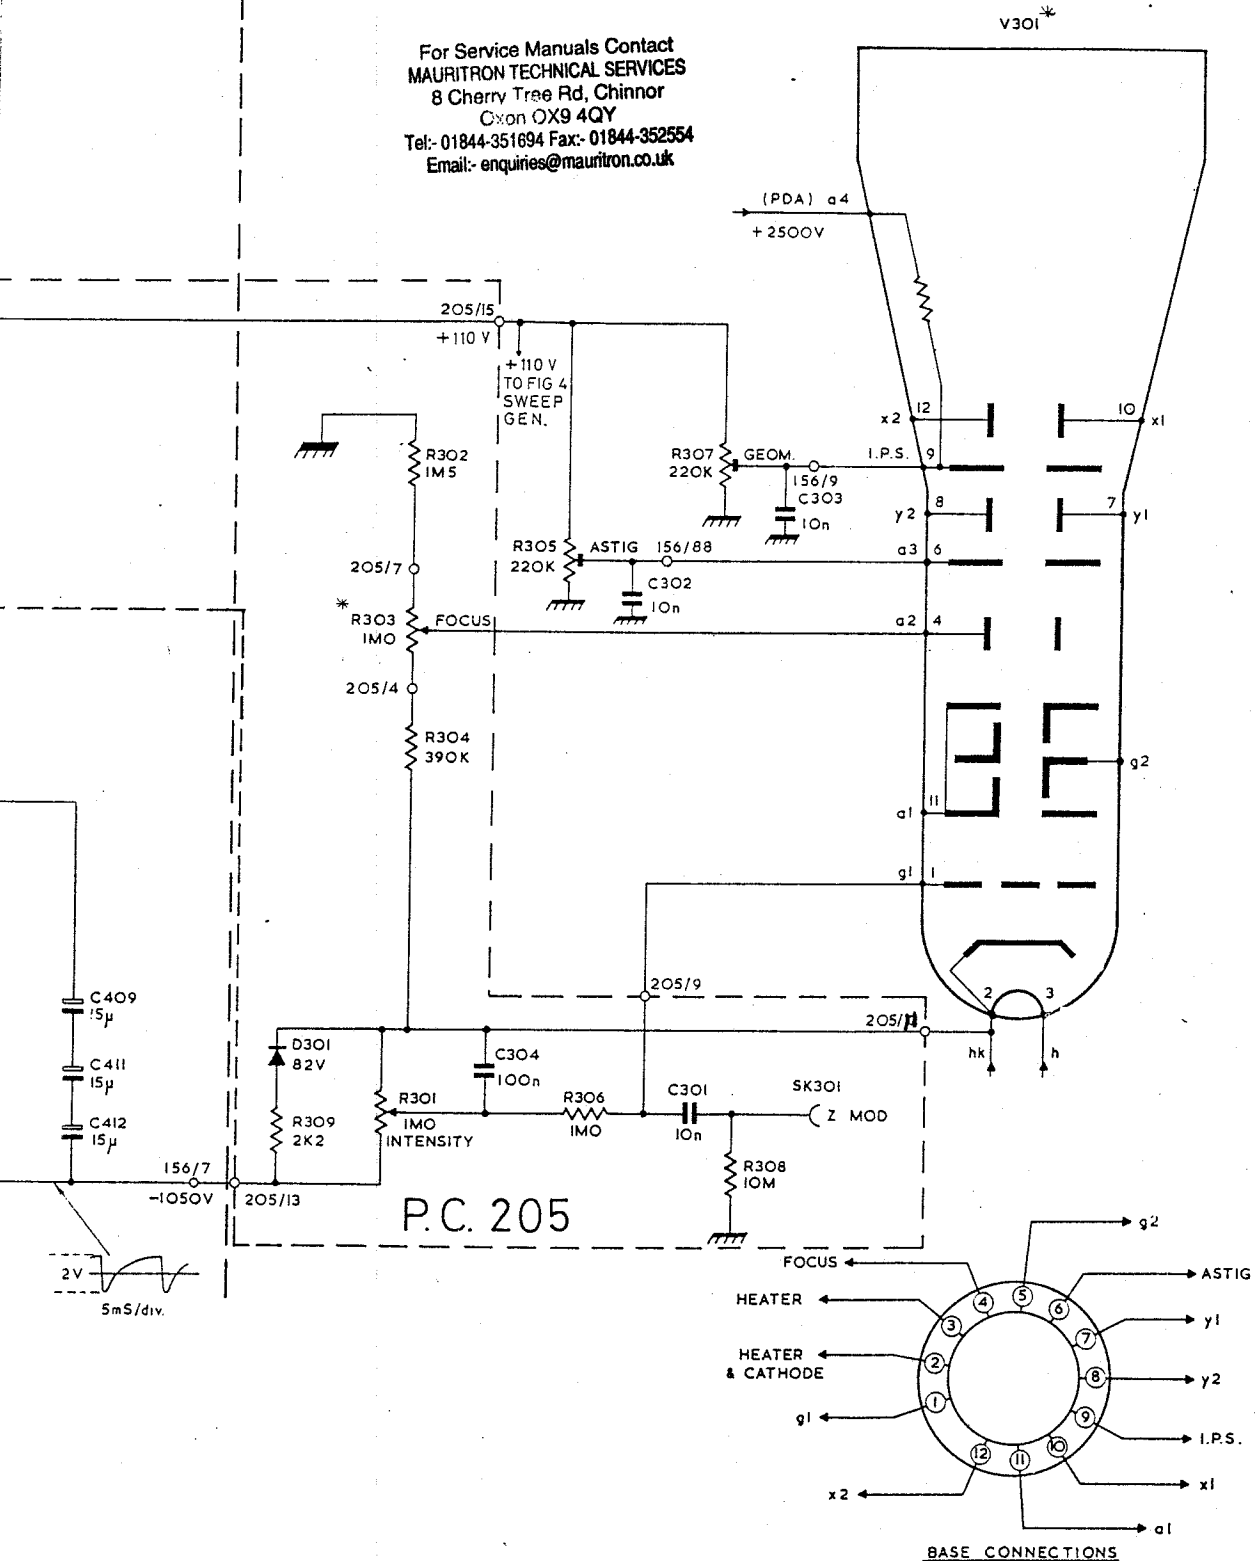 V301*
For Service Manuals Contact
MAURITRON TECHNICAL SERVICES
8 Cherry Tree Rd, Chinnor
Oxon OX9 4QY
Tel:- 01844-351694 Fax:- 01844-352554
Email:- enquiries@mauritron.co.uk
(PDA) a4
+2500V
205/15
+110 V
+110 V
TO FIG 4
SWEEP
GEN.
x2 12
10 x1
R302
1M5
R307
220K
GEOM.
I.P.S. 9
156/9
C303
10n
y2 8
7 y1
R305
220K
ASTIG 156/88
a3 6
C302
10n
205/7
*
R303
1MO
FOCUS
a2 4
205/4
R304
390K
g2
a1 11
g1 1
205/9
2 3
205/
hk h
C409
15µ
C411
15µ
C412
15µ
D301
82V
C304
100n
R301
1MO
INTENSITY
R306
1MO
C301
10n
SK301
Z MOD
R309
2K2
R308
10M
156/7
-1050V
205/13
P.C. 205
2V
5mS/div.
g2
FOCUS
ASTIG
HEATER
y1
HEATER
& CATHODE
y2
g1
I.P.S.
x2
x1
a1
1 2 3 4 5 6 7 8 9 10 11 12
BASE CONNECTIONS